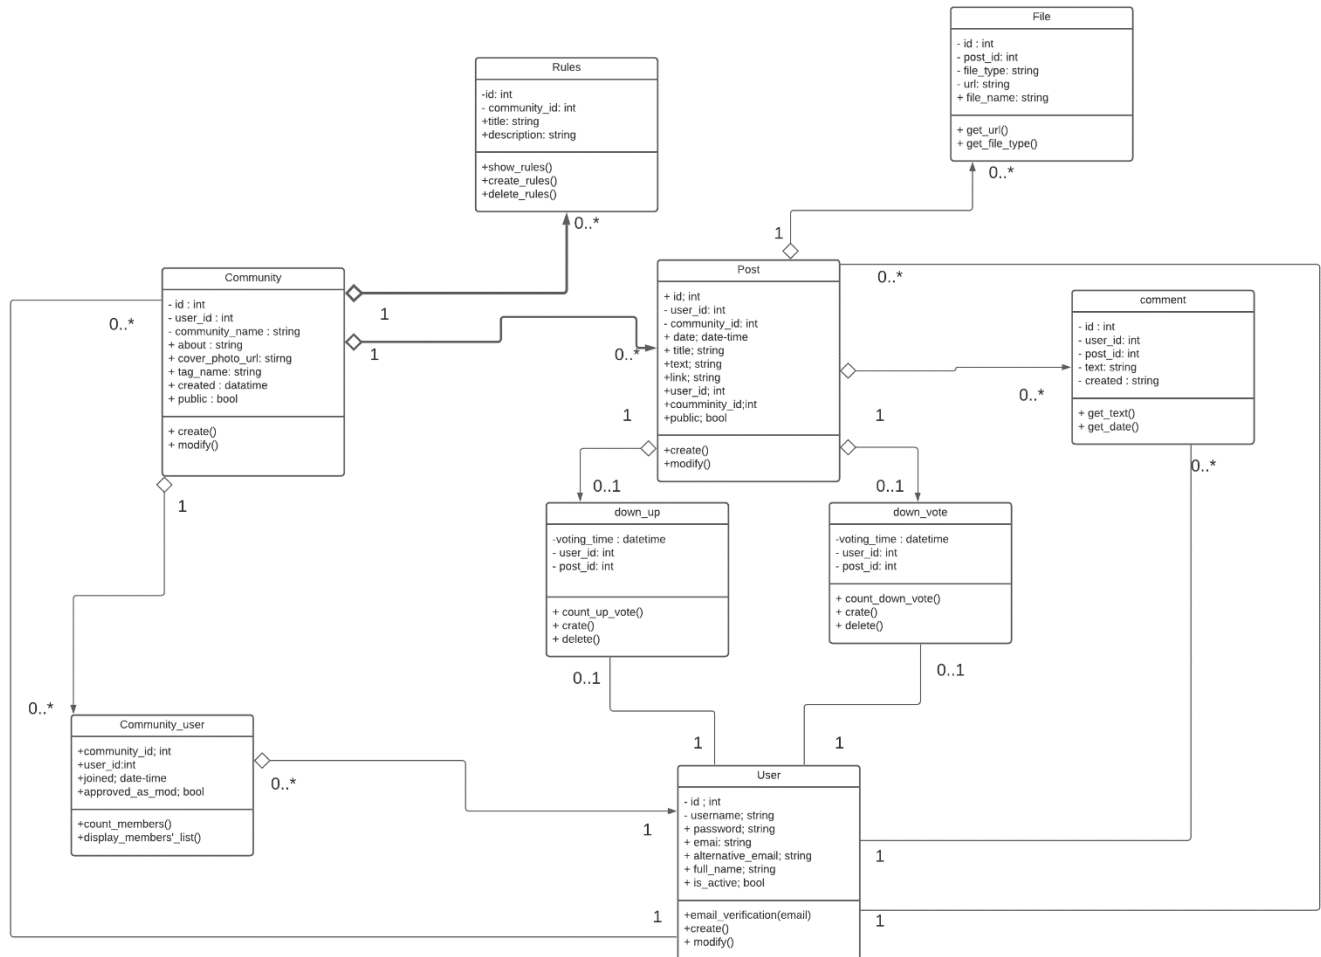 File
- id : int
- post_id: int
- file_type: string
- url: string
+ file_name: string
+ get_url()
+ get_file_type()
0..*
Rules
-id: int
- community_id: int
+title: string
+description: string
+show_rules()
+create_rules()
+delete_rules()
0..*
Community
- id : int
- user_id : int
- community_name : string
+ about : string
+ cover_photo_url: stirng
+ tag_name: string
+ created : datatime
+ public : bool
+ create()
+ modify()
0..*
1
1
1
1
Post
+ id; int
- user_id: int
- community_id: int
+ date; date-time
+ title; string
+text; string
+link; string
+user_id; int
+coumminity_id;int
+public; bool
+create()
+modify()
0..*
0..*
1
1
comment
- id : int
- user_id: int
- post_id: int
- text: string
- created : string
+ get_text()
+ get_date()
0..*
0..*
0..1
down_up
-voting_time : datetime
- user_id: int
- post_id: int
+ count_up_vote()
+ crate()
+ delete()
0..1
0..1
down_vote
-voting_time : datetime
- user_id: int
- post_id: int
+ count_down_vote()
+ crate()
+ delete()
0..1
0..*
Community_user
+community_id; int
+user_id:int
+joined; date-time
+approved_as_mod; bool
+count_members()
+display_members'_list()
0..*
1
1
1
User
- id ; int
- username; string
+ password; string
+ emai: string
+ alternative_email; string
+ full_name; string
+ is_active; bool
+email_verification(email)
+create()
+ modify()
1
1
1